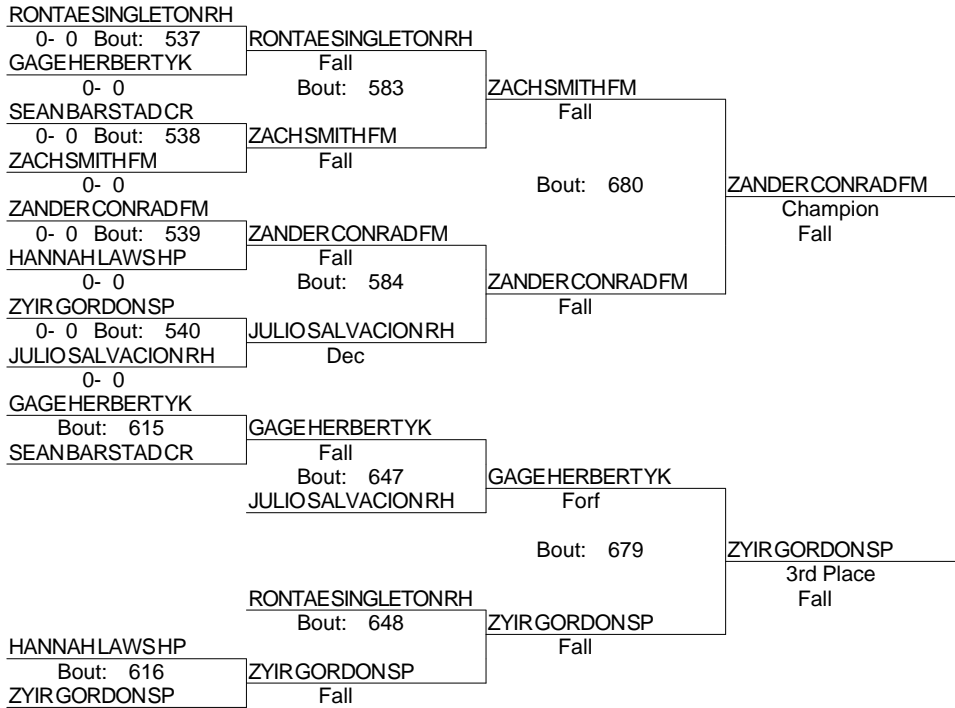 RONTAESINGLETONRH
0- 0 Bout: 537 RONTAESINGLETONRH
GAGEHERBERTYK Fall
0- 0 Bout: 583 ZACHSMITHFM
SEANBARSTADCR Fall
0- 0 Bout: 538 ZACHSMITHFM
ZACHSMITHFM Fall
0- 0 Bout: 680 ZANDERCONRADFM
ZANDERCONRADFM Champion
0- 0 Bout: 539 ZANDERCONRADFM Fall
HANNAHLAWSHP Fall
0- 0 Bout: 584 ZANDERCONRADFM
ZYIRGORDONSP Fall
0- 0 Bout: 540 JULIOSALVACIONRH
JULIOSALVACIONRH Dec
0- 0
GAGEHERBERTYK
Bout: 615 GAGEHERBERTYK
SEANBARSTADCR Fall
Bout: 647 GAGEHERBERTYK
JULIOSALVACIONRH Forf
Bout: 679 ZYIRGORDONSP
3rd Place
RONTAESINGLETONRH Fall
Bout: 648 ZYIRGORDONSP
HANNAHLAWSHP Fall
Bout: 616 ZYIRGORDONSP
ZYIRGORDONSP Fall